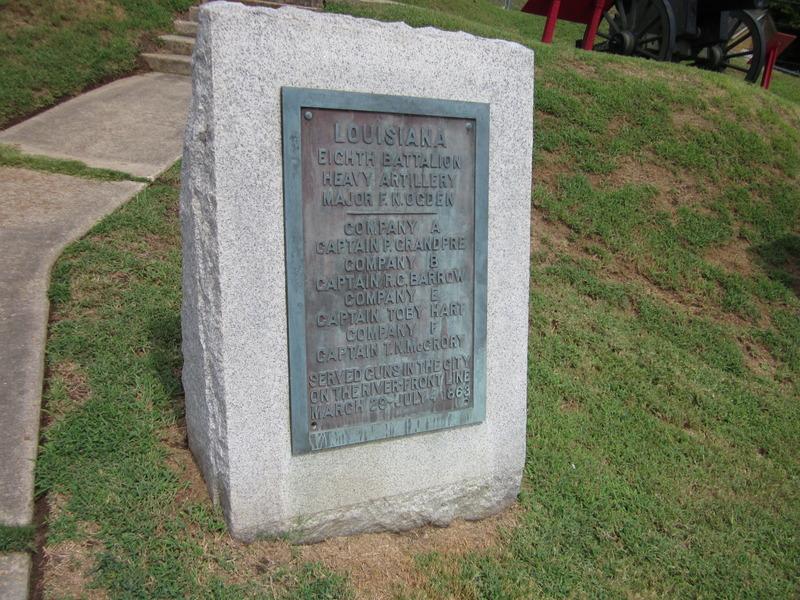 LOUISIANA
EIGHTH BATTALION
HEAVY ARTILLERY
MAJOR F. N. OGDEN
COMPANY A
CAPTAIN P. GRANDPRE
COMPANY B
CAPTAIN R. C. BARROW
COMPANY E
CAPTAIN TOBY HART
COMPANY F
CAPTAIN T. N. McCRORY
SERVED GUNS IN THE CITY
ON THE RIVER-FRONT LINE
MARCH 29-JULY 4, 1863